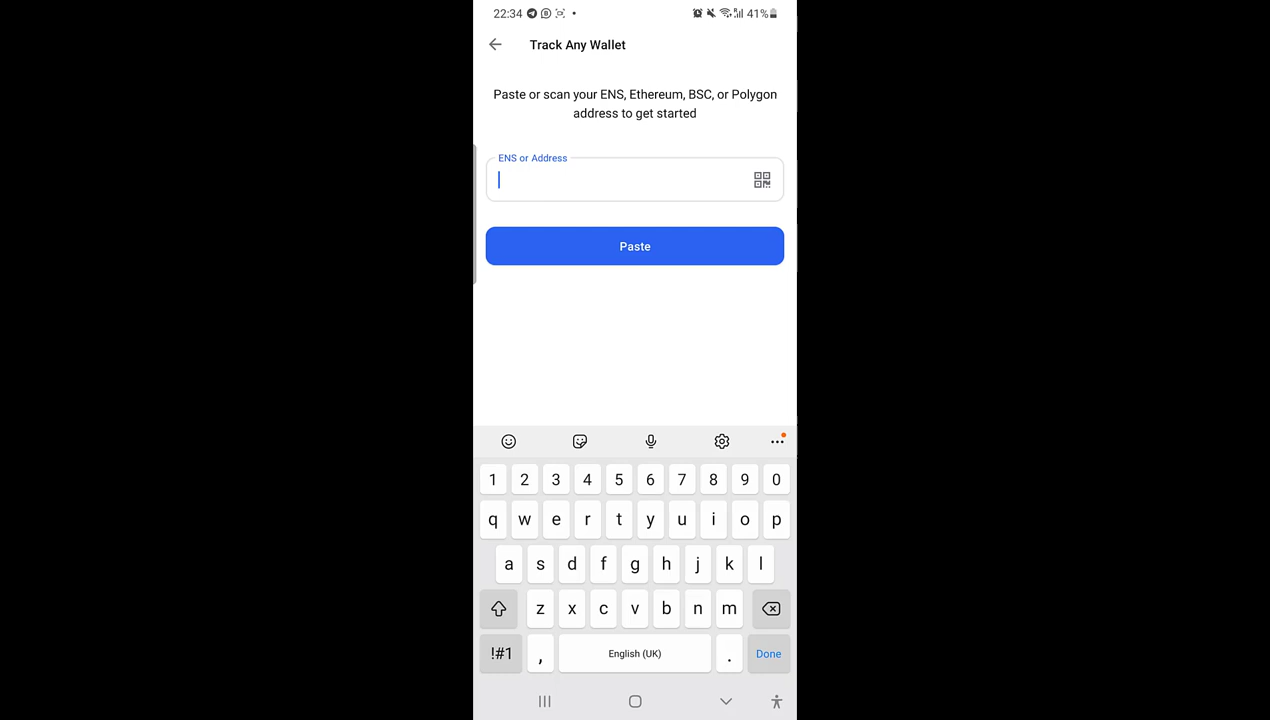 22:34 41%
Track Any Wallet
Paste or scan your ENS, Ethereum, BSC, or Polygon
address to get started
ENS or Address
Paste
1 2 3 4 5 6 7 8 9 0
q w e r t y u i o p
a s d f g h j k l
z x c v b n m
!#1 , English (UK) . Done